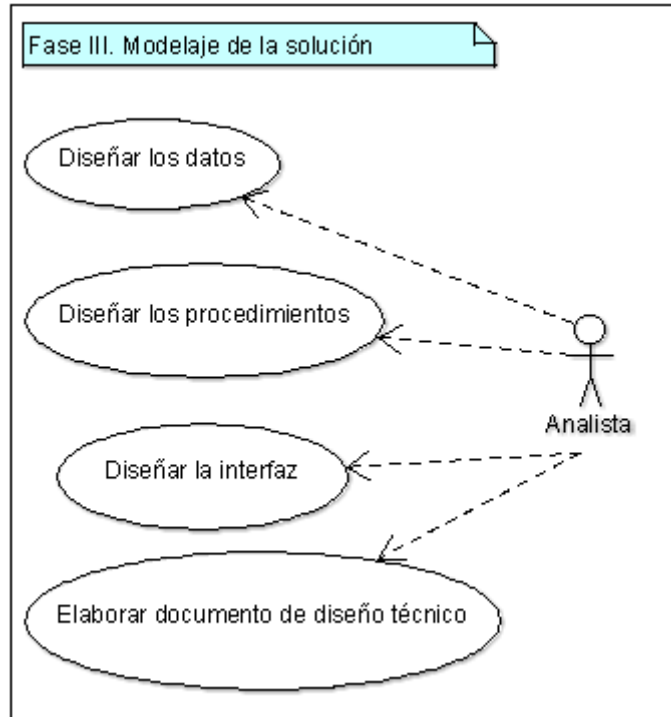 Fase III. Modelaje de la solución
Diseñar los datos
Diseñar los procedimientos
Analista
Diseñar la interfaz
Elaborar documento de diseño técnico